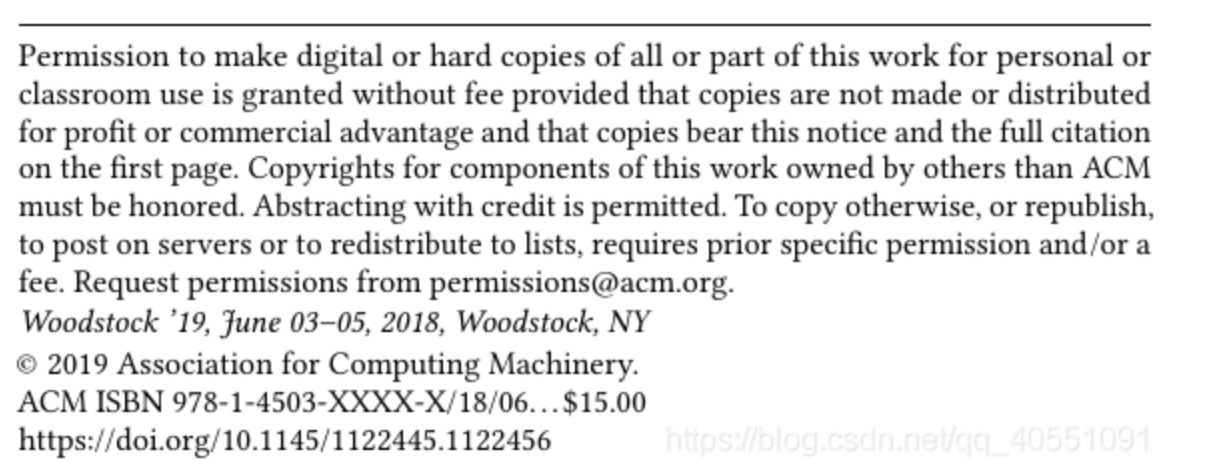 Permission to make digital or hard copies of all or part of this work for personal or
classroom use is granted without fee provided that copies are not made or distributed
for profit or commercial advantage and that copies bear this notice and the full citation
on the first page. Copyrights for components of this work owned by others than ACM
must be honored. Abstracting with credit is permitted. To copy otherwise, or republish,
to post on servers or to redistribute to lists, requires prior specific permission and/or a
fee. Request permissions from permissions@acm.org.
Woodstock ’19, June 03–05, 2018, Woodstock, NY
© 2019 Association for Computing Machinery.
ACM ISBN 978-1-4503-XXXX-X/18/06...$15.00
https://doi.org/10.1145/1122445.1122456
https://blog.csdn.net/qq_40551091